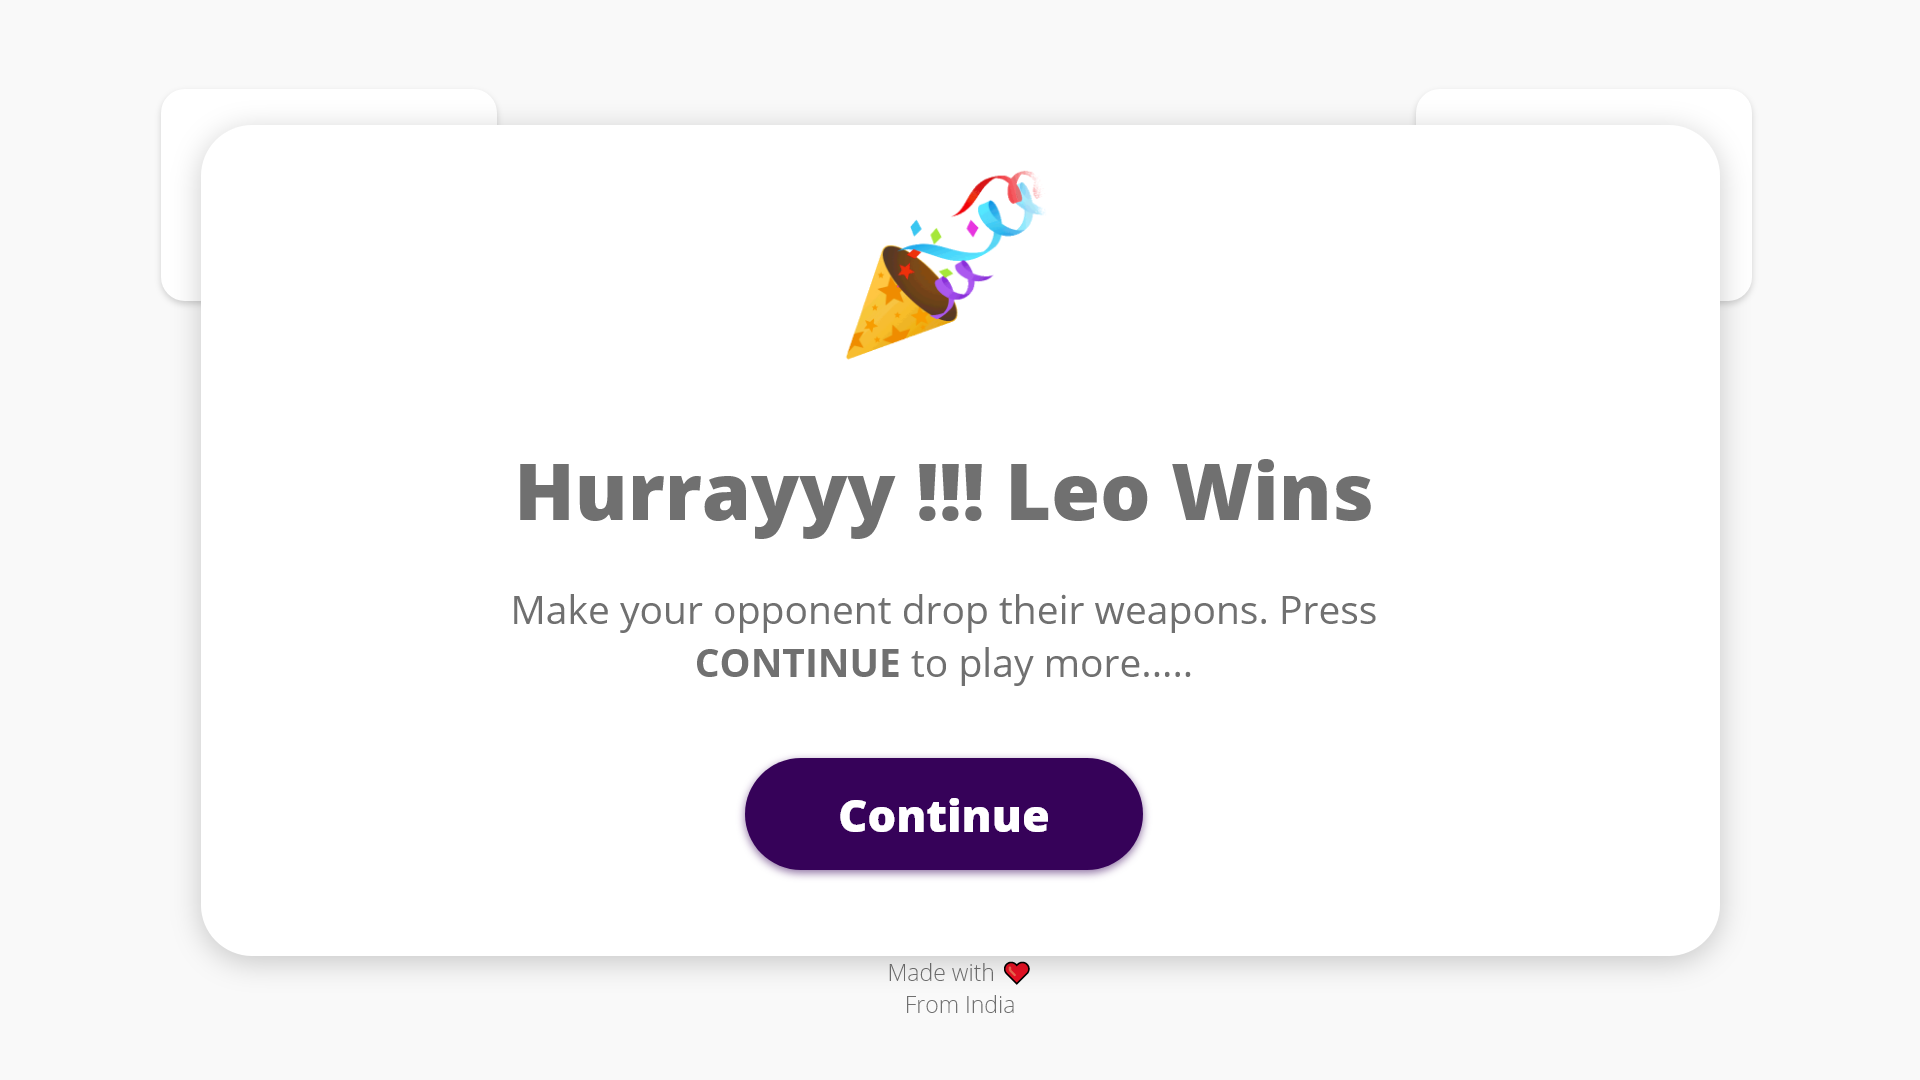 Hurrayyy !!! Leo Wins
Make your opponent drop their weapons. Press
CONTINUE to play more.....
Continue
Made with
From India